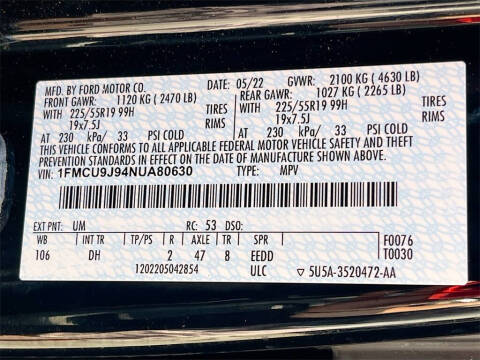 MFD. BY FORD MOTOR CO.
DATE: 05/22 GVWR: 2100 KG ( 4630 LB)
FRONT GAWR: 1120 KG ( 2470 LB) REAR GAWR: 1027 KG ( 2265 LB)
WITH 225/55R19 99H TIRES WITH 225/55R19 99H TIRES
19x7.5J RIMS 19x7.5J RIMS
AT 230 kPa/ 33 PSI COLD AT 230 kPa/ 33 PSI COLD
THIS VEHICLE CONFORMS TO ALL APPLICABLE FEDERAL MOTOR VEHICLE SAFETY AND THEFT
PREVENTION STANDARDS IN EFFECT ON THE DATE OF MANUFACTURE SHOWN ABOVE.
VIN: 1FMCU9J94NUA80630 TYPE: MPV
EXT PNT: UM RC: 53 DSO:
WB INT TR TP/PS R AXLE TR SPR F0076
106 DH 2 47 8 EEDD T0030
1202205042854 ULC ▽ 5U5A-3520472-AA